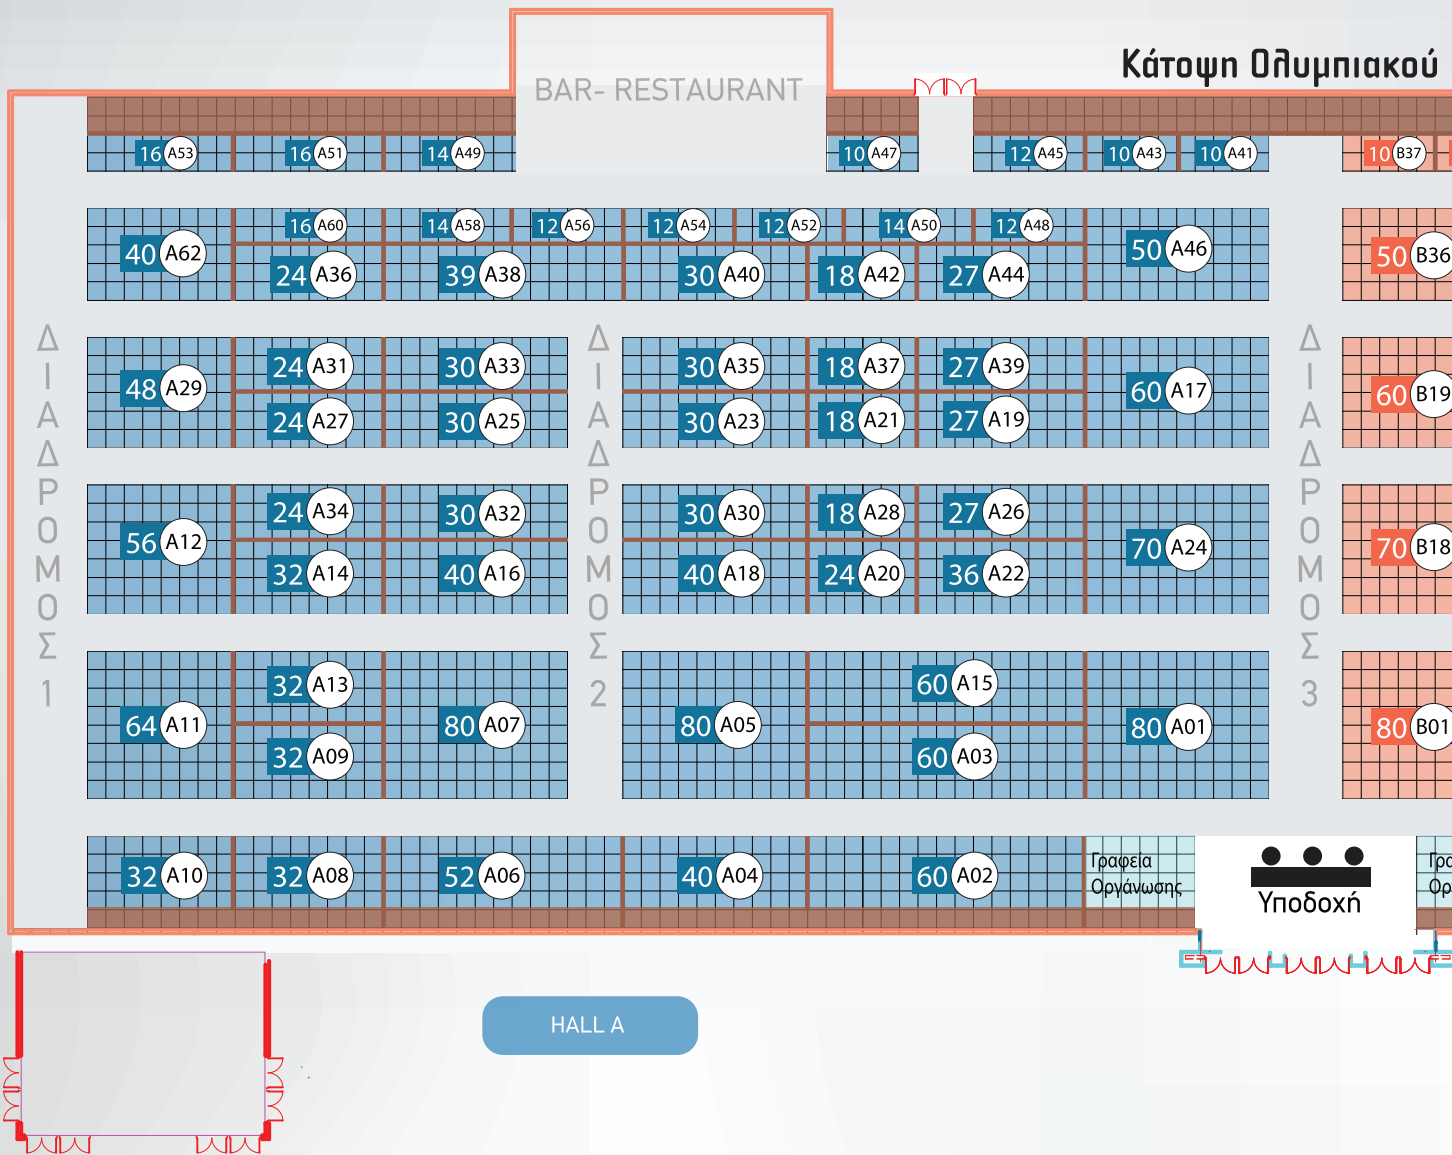 Κάτοψη Ολυμπιακού
BAR- RESTAURANT
16 A53 16 A51 14 A49 10 A47 12 A45 10 A43 10 A41 10 B37
16 A60 14 A58 12 A56 12 A54 12 A52 14 A50 12 A48
40 A62 50 A46 50 B36
24 A36 39 A38 30 A40 18 A42 27 A44
24 A31 30 A33 30 A35 18 A37 27 A39
48 A29 60 A17 60 B19
24 A27 30 A25 30 A23 18 A21 27 A19
24 A34 30 A32 30 A30 18 A28 27 A26
56 A12 70 A24 70 B18
32 A14 40 A16 40 A18 24 A20 36 A22
32 A13 60 A15
64 A11 80 A07 80 A05 80 A01 80 B01
32 A09 60 A03
32 A10 32 A08 52 A06 40 A04 60 A02
ΔΙΑΔΡΟΜΟΣ 1
ΔΙΑΔΡΟΜΟΣ 2
ΔΙΑΔΡΟΜΟΣ 3
Γραφεία
Οργάνωσης
Υποδοχή
HALL A